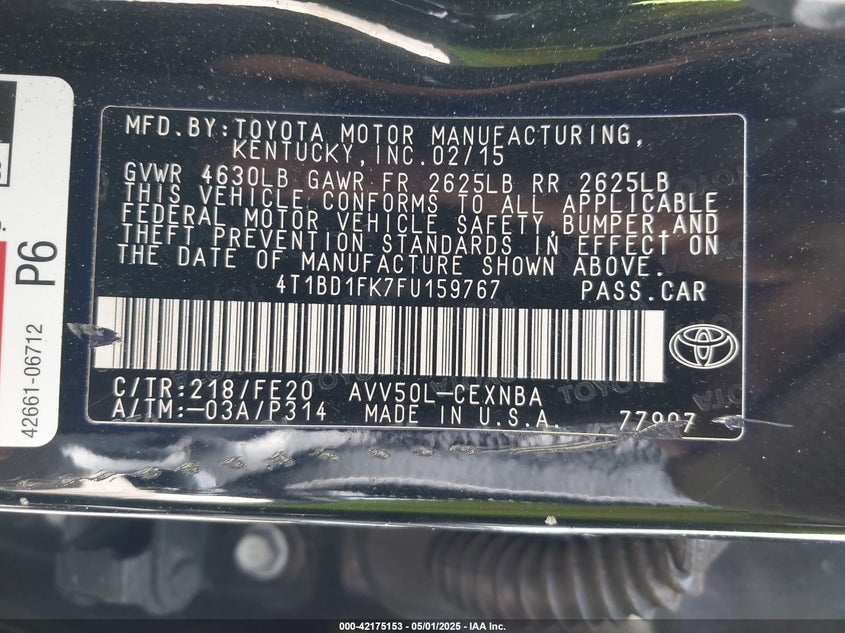 MFD.BY:TOYOTA MOTOR MANUFACTURING,
KENTUCKY,INC.02/15
GVWR 4630LB GAWR FR 2625LB RR 2625LB
THIS VEHICLE CONFORMS TO ALL APPLICABLE
FEDERAL MOTOR VEHICLE SAFETY,BUMPER,AND
THEFT PREVENTION STANDARDS IN EFFECT ON
THE DATE OF MANUFACTURE SHOWN ABOVE.
4T1BD1FK7FU159767 PASS.CAR
C/TR:218/FE20 AVV50L-CEXNBA
A/TM:-03A/P314 MADE IN U.S.A.
P6
42661-06712
000-42175153 - 05/01/2025 - IAA Inc.